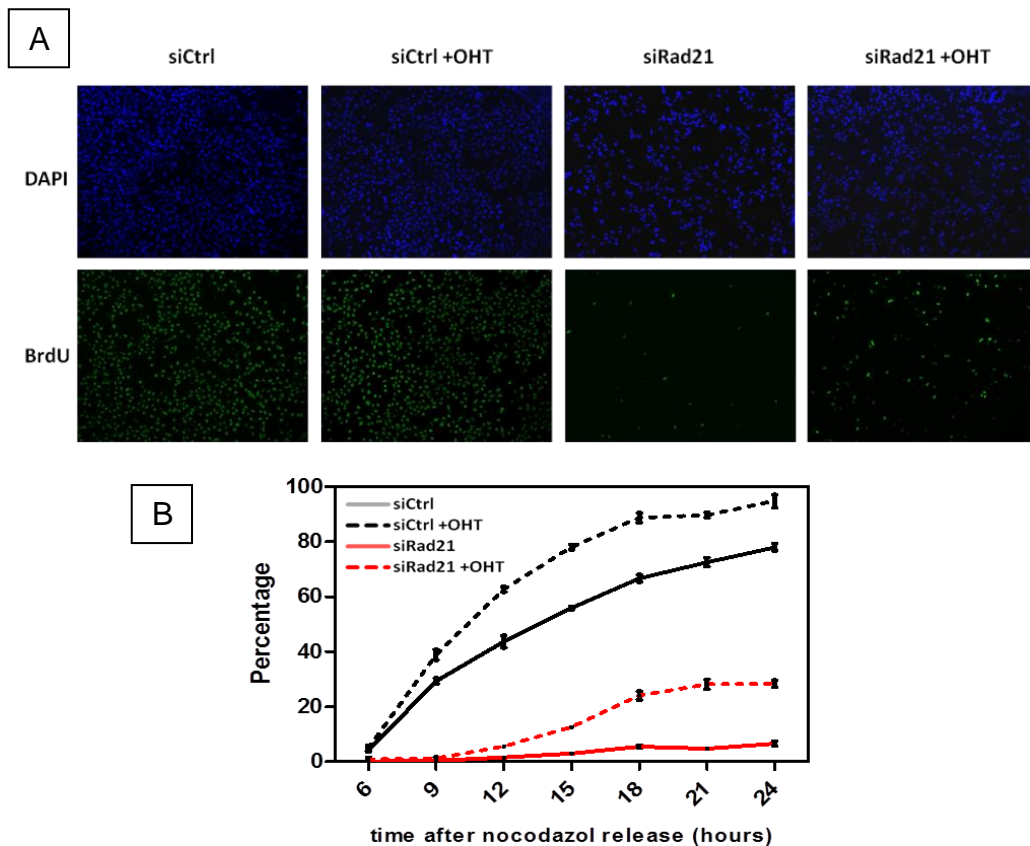 A
siCtrl siCtrl +OHT siRad21 siRad21 +OHT
DAPI
BrdU
B
Percentage
100
80
60
40
20
0
siCtrl
siCtrl +OHT
siRad21
siRad21 +OHT
6 9 12 15 18 21 24
time after nocodazol release (hours)